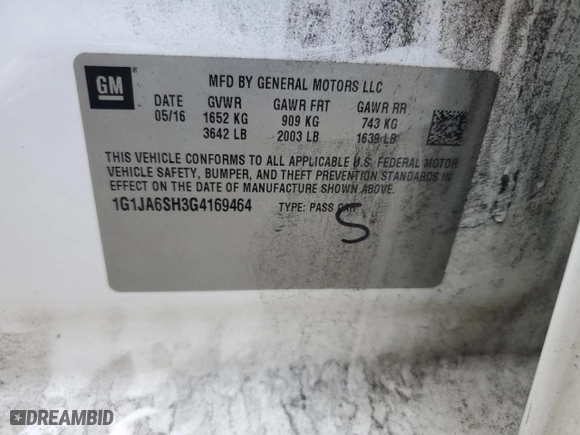 GM
MFD BY GENERAL MOTORS LLC
DATE GVWR GAWR FRT GAWR RR
05/16 1652 KG 909 KG 743 KG
3642 LB 2003 LB 1639 LB
THIS VEHICLE CONFORMS TO ALL APPLICABLE U.S. FEDERAL MOTOR
VEHICLE SAFETY, BUMPER, AND THEFT PREVENTION STANDARDS IN
EFFECT ON THE DATE OF MANUFACTURE SHOWN ABOVE.
1G1JA6SH3G4169464 TYPE: PASS CAR
S
© DREAMBID